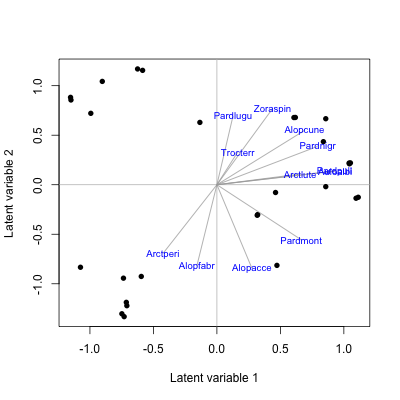 1.0
0.5
0.0
-0.5
-1.0
Latent variable 2
Zoraspin
Pardlugu
Alopcune
Pardnigr
Trocterr
Arctlute
Pardmont
Arctperi
Alopfabr
Alopacce
-1.0 -0.5 0.0 0.5 1.0
Latent variable 1